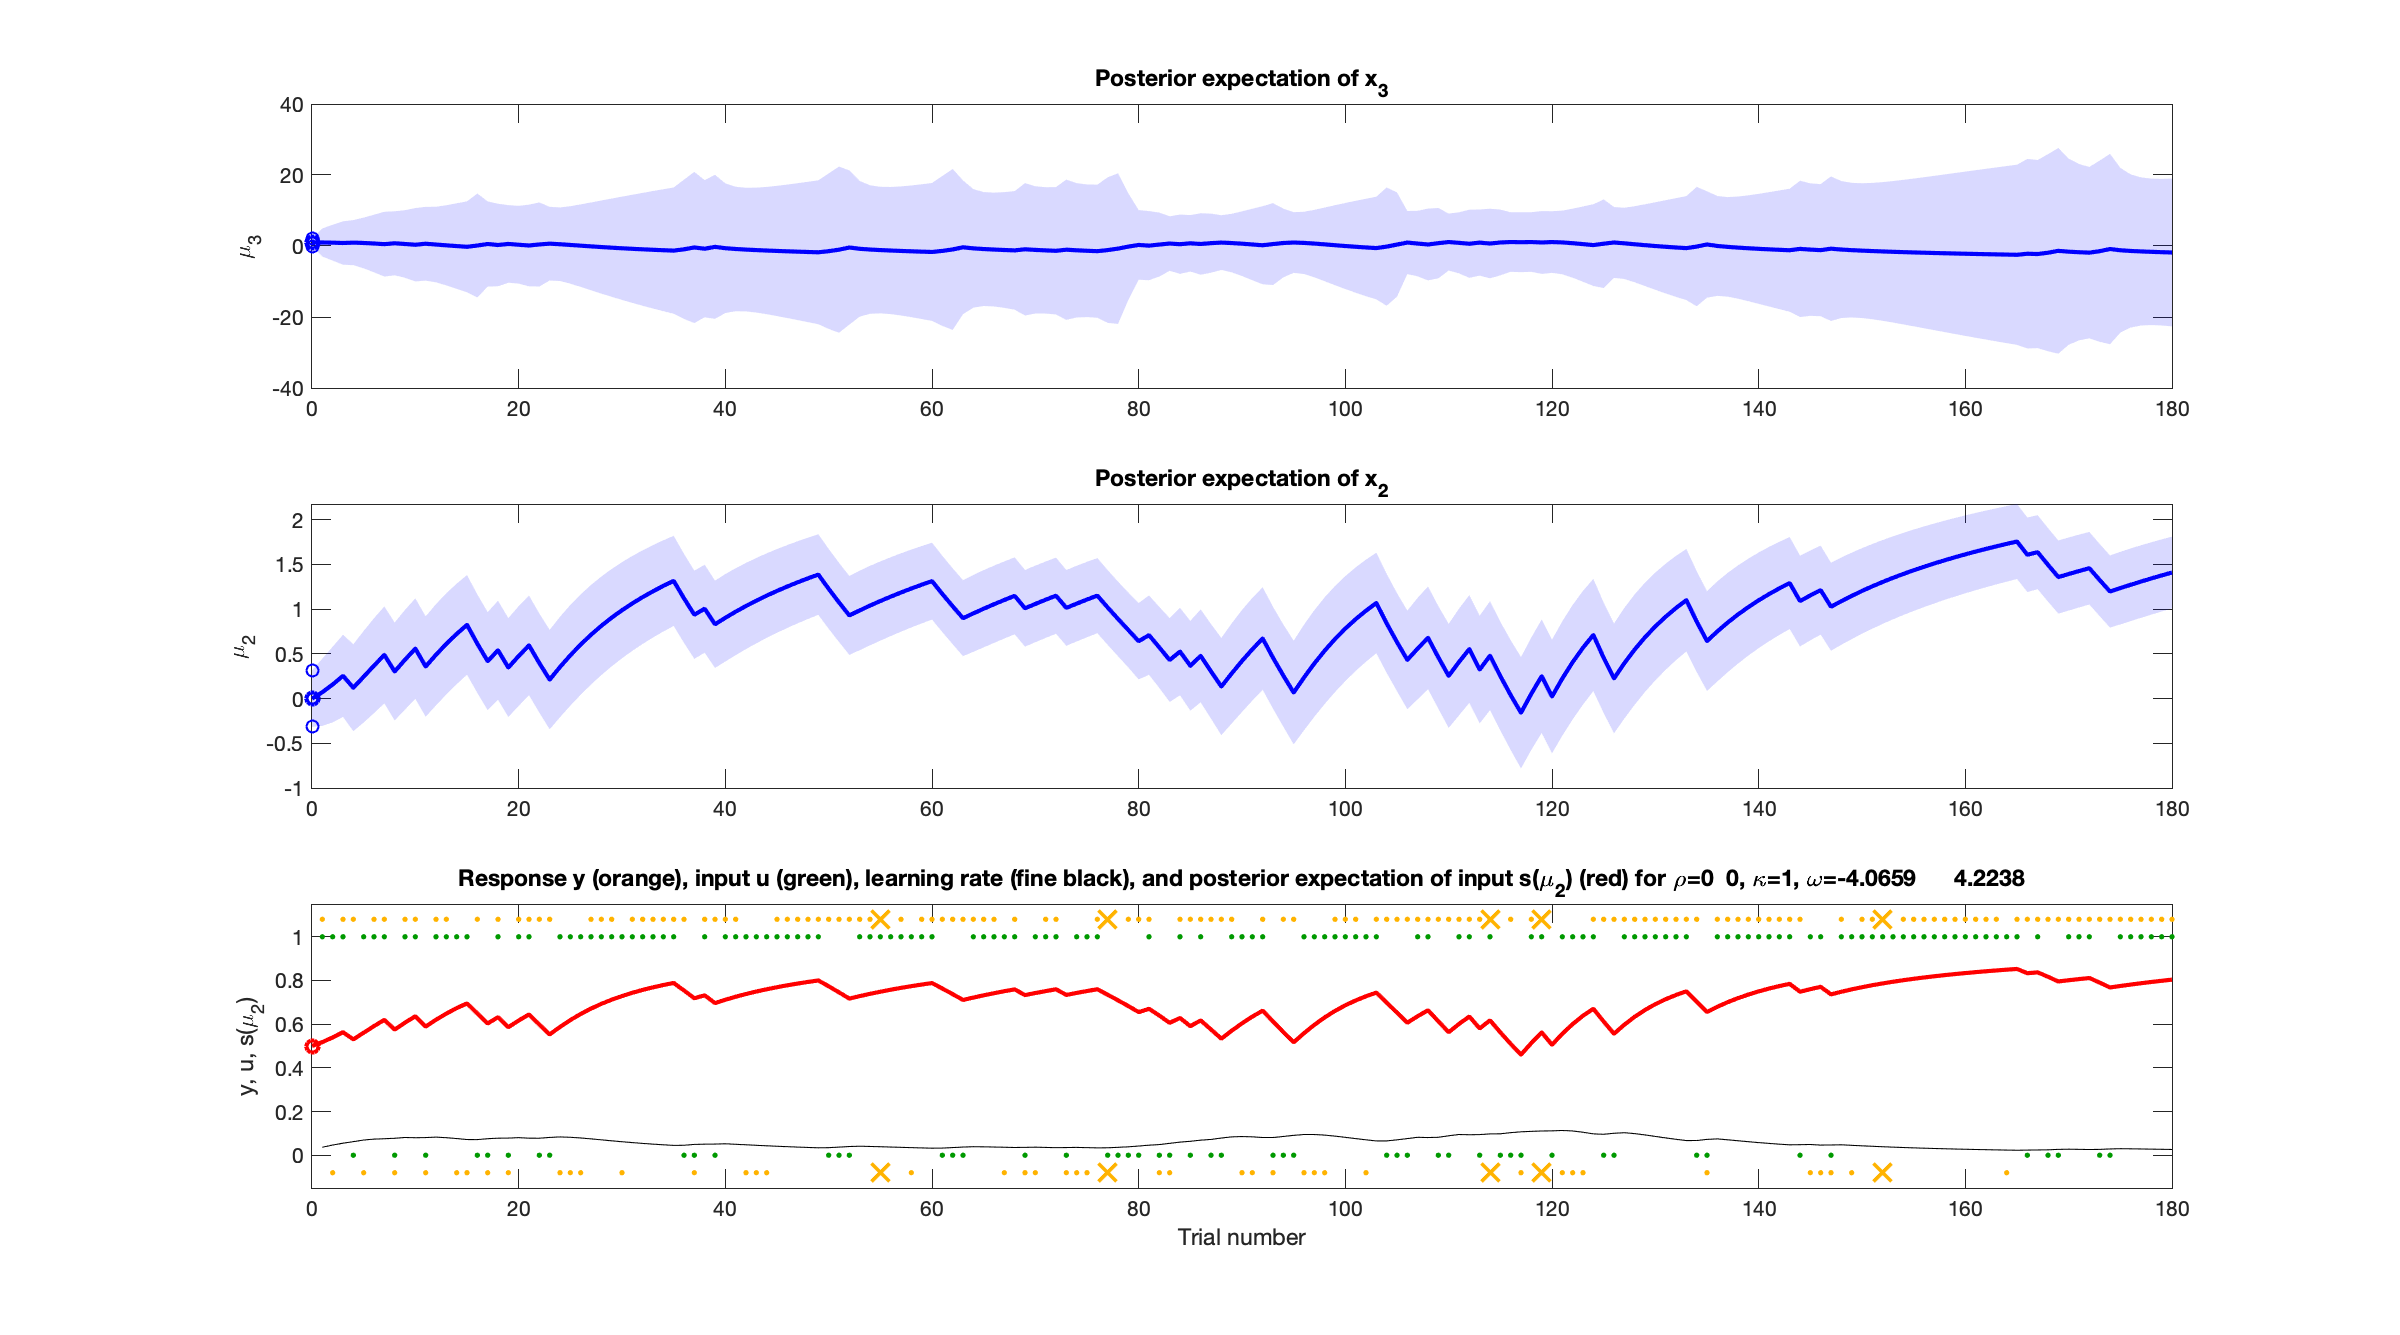 Posterior expectation of x3
40
20
0
-20
-40
μ3
0 20 40 60 80 100 120 140 160 180
Posterior expectation of x2
2
1.5
1
0.5
0
-0.5
-1
μ2
0 20 40 60 80 100 120 140 160 180
Response y (orange), input u (green), learning rate (fine black), and posterior expectation of input s(μ2) (red) for ρ=0 0, κ=1, ω=-4.0659 4.2238
1
0.8
0.6
0.4
0.2
0
y, u, s(μ2)
0 20 40 60 80 100 120 140 160 180
Trial number